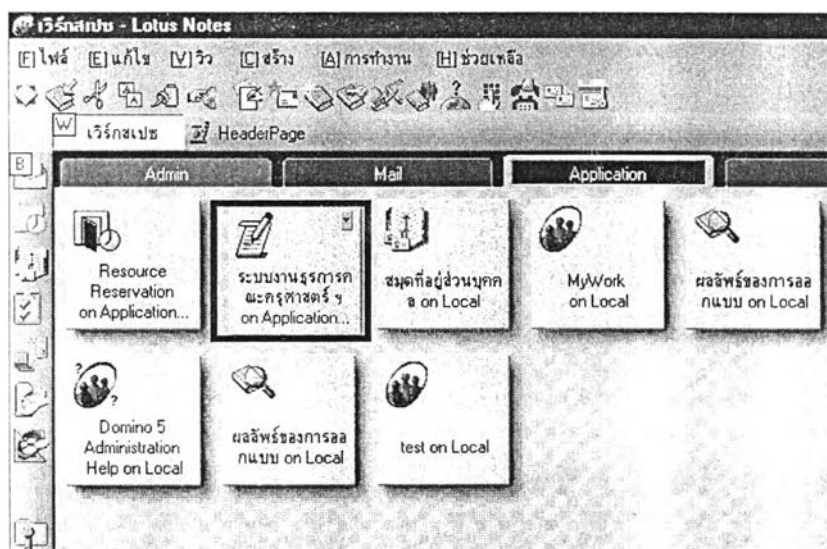 เวิร์กสเปซ - Lotus Notes
[F]ไฟล์ [E]แก้ไข [V]วิว [C]สร้าง [A]การทำงาน [H]ช่วยเหลือ
W เวิร์กสเปซ HeaderPage
B
Admin Mail Application
Resource
Reservation
on Application...
ระบบงานธุรการค
ณะครุศาสตร์ ฯ
on Application...
สมุดที่อยู่ส่วนบุคค
ล on Local
MyWork
on Local
ผลลัพธ์ของการออ
กแบบ on Local
Domino 5
Administration
Help on Local
ผลลัพธ์ของการออ
กแบบ on Local
test on Local